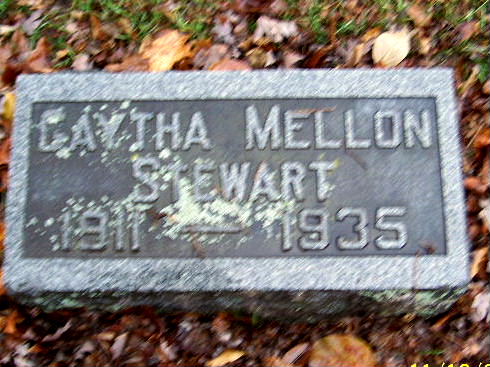 GAYTHA MELLON
STEWART
1911 — 1935